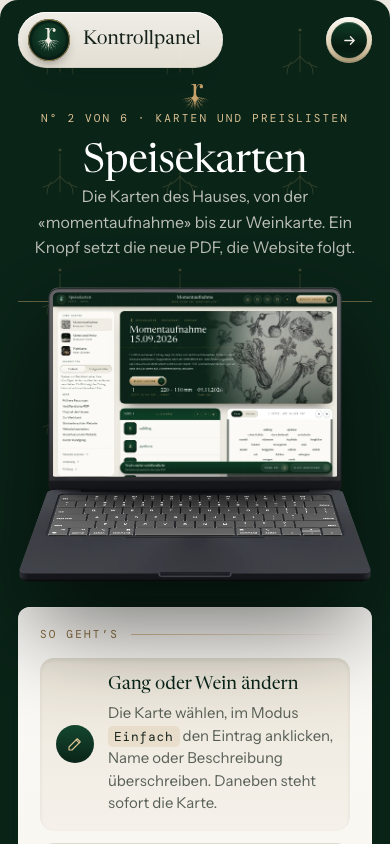 Kontrollpanel
r
N° 2 VON 6 · KARTEN UND PREISLISTEN
Speisekarten
Die Karten des Hauses, von der
«momentaufnahme» bis zur Weinkarte. Ein
Knopf setzt die neue PDF, die Website folgt.
Speisekarten
Momentaufnahme
Momentaufnahme
15.09.2026
SO GEHT'S
Gang oder Wein ändern
Die Karte wählen, im Modus
Einfach den Eintrag anklicken,
Name oder Beschreibung
überschreiben. Daneben steht
sofort die Karte.